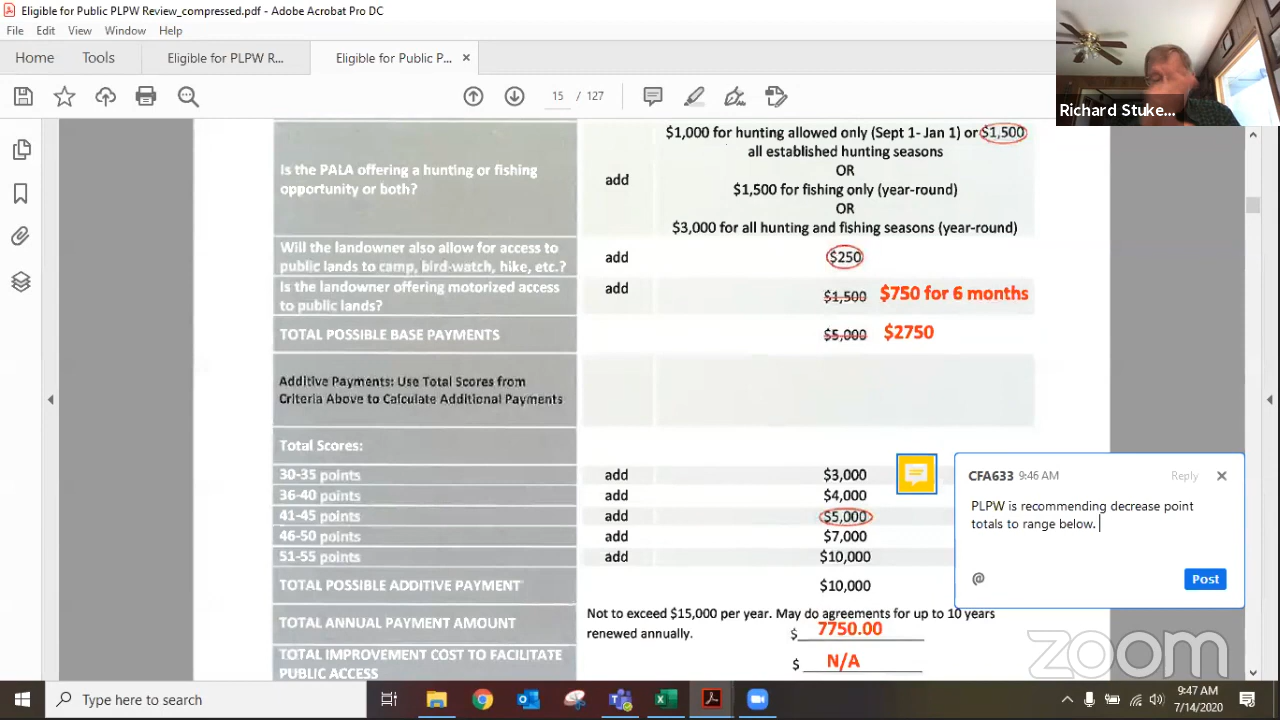 Eligible for Public PLPW Review_compressed.pdf - Adobe Acrobat Pro DC
File Edit View Window Help
Home Tools Eligible for PLPW R... Eligible for Public P... ×
15 / 127
Richard Stuke...
$1,000 for hunting allowed only (Sept 1- Jan 1) or $1,500
all established hunting seasons
OR
Is the PALA offering a hunting or fishing
opportunity or both?
add
$1,500 for fishing only (year-round)
OR
$3,000 for all hunting and fishing seasons (year-round)
Will the landowner also allow for access to
public lands to camp, bird-watch, hike, etc.?
add
$250
Is the landowner offering motorized access
to public lands?
add
$1,500 $750 for 6 months
TOTAL POSSIBLE BASE PAYMENTS
$5,000 $2750
Additive Payments: Use Total Scores from
Criteria Above to Calculate Additional Payments
Total Scores:
30-35 points add $3,000
36-40 points add $4,000
41-45 points add $5,000
46-50 points add $7,000
51-55 points add $10,000
TOTAL POSSIBLE ADDITIVE PAYMENT $10,000
TOTAL ANNUAL PAYMENT AMOUNT
Not to exceed $15,000 per year. May do agreements for up to 10 years
renewed annually. $ 7750.00
TOTAL IMPROVEMENT COST TO FACILITATE
PUBLIC ACCESS
$ N/A
CFA633 9:46 AM Reply ×
PLPW is recommending decrease point
totals to range below.
@ Post
zoom
Type here to search
9:47 AM
7/14/2020